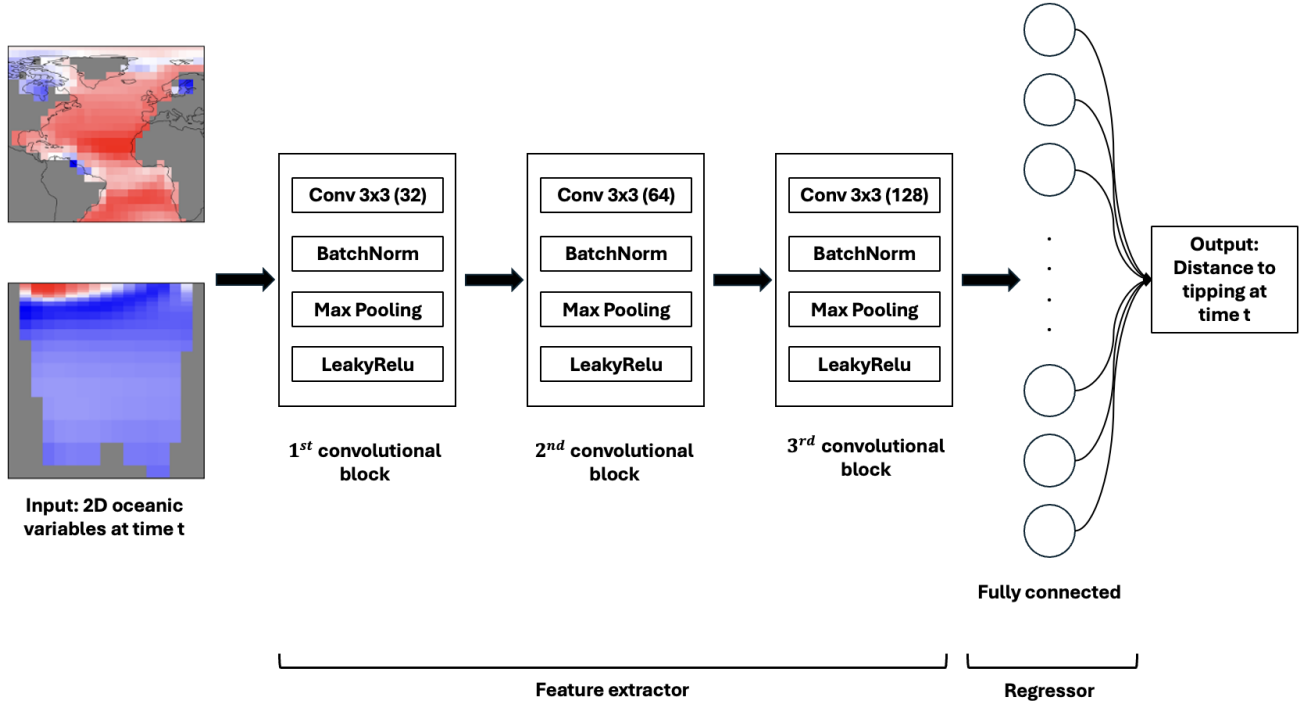 Input: 2D oceanic
variables at time t
Conv 3x3 (32)
BatchNorm
Max Pooling
LeakyRelu
1st convolutional
block
Conv 3x3 (64)
BatchNorm
Max Pooling
LeakyRelu
2nd convolutional
block
Conv 3x3 (128)
BatchNorm
Max Pooling
LeakyRelu
3rd convolutional
block
Fully connected
Output:
Distance to
tipping at
time t
Feature extractor
Regressor